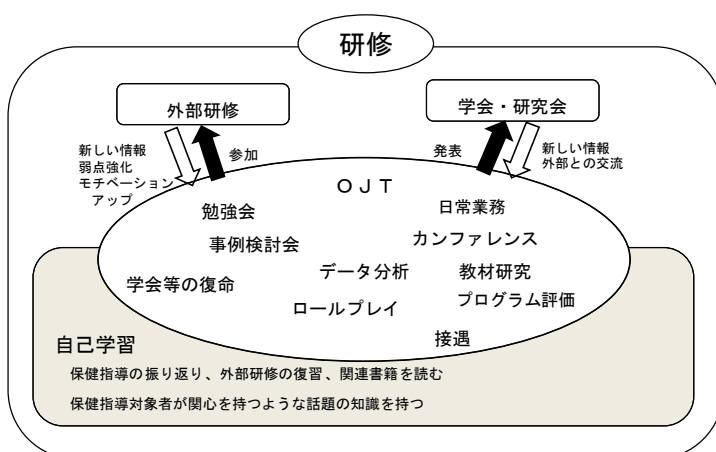 研修
外部研修
学会・研究会
新しい情報
弱点強化
モチベーション
アップ
参加
発表
新しい情報
外部との交流
OJT
勉強会
日常業務
事例検討会
カンファレンス
データ分析
教材研究
学会等の復命
ロールプレイ
プログラム評価
接遇
自己学習
保健指導の振り返り、外部研修の復習、関連書籍を読む
保健指導対象者が関心を持つような話題の知識を持つ